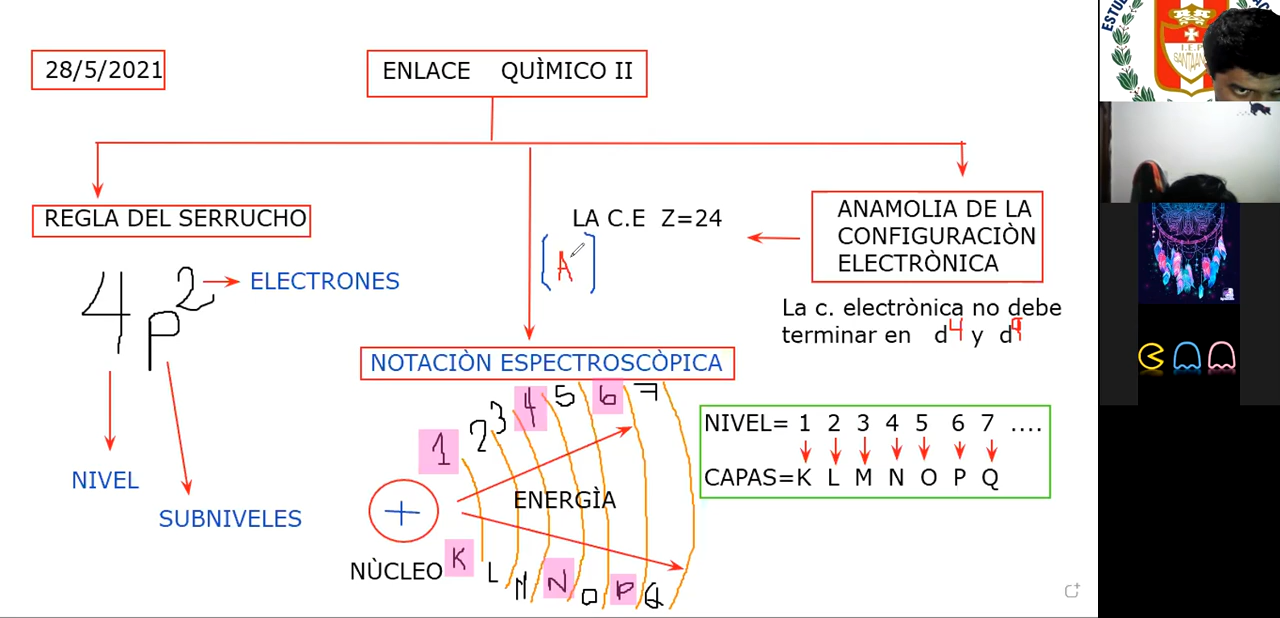 28/5/2021
ENLACE QUÌMICO II
REGLA DEL SERRUCHO
4p²
ELECTRONES
NIVEL
SUBNIVELES
LA C.E Z=24
[A]
NOTACIÒN ESPECTROSCÒPICA
1 2 3 4 5 6 7
+
ENERGÌA
NÙCLEO
K L M N O P Q
ANAMOLIA DE LA
CONFIGURACIÒN
ELECTRÒNICA
La c. electrònica no debe
terminar en d⁴ y d⁹
NIVEL= 1 2 3 4 5 6 7 ....
CAPAS=K L M N O P Q
I.E.P